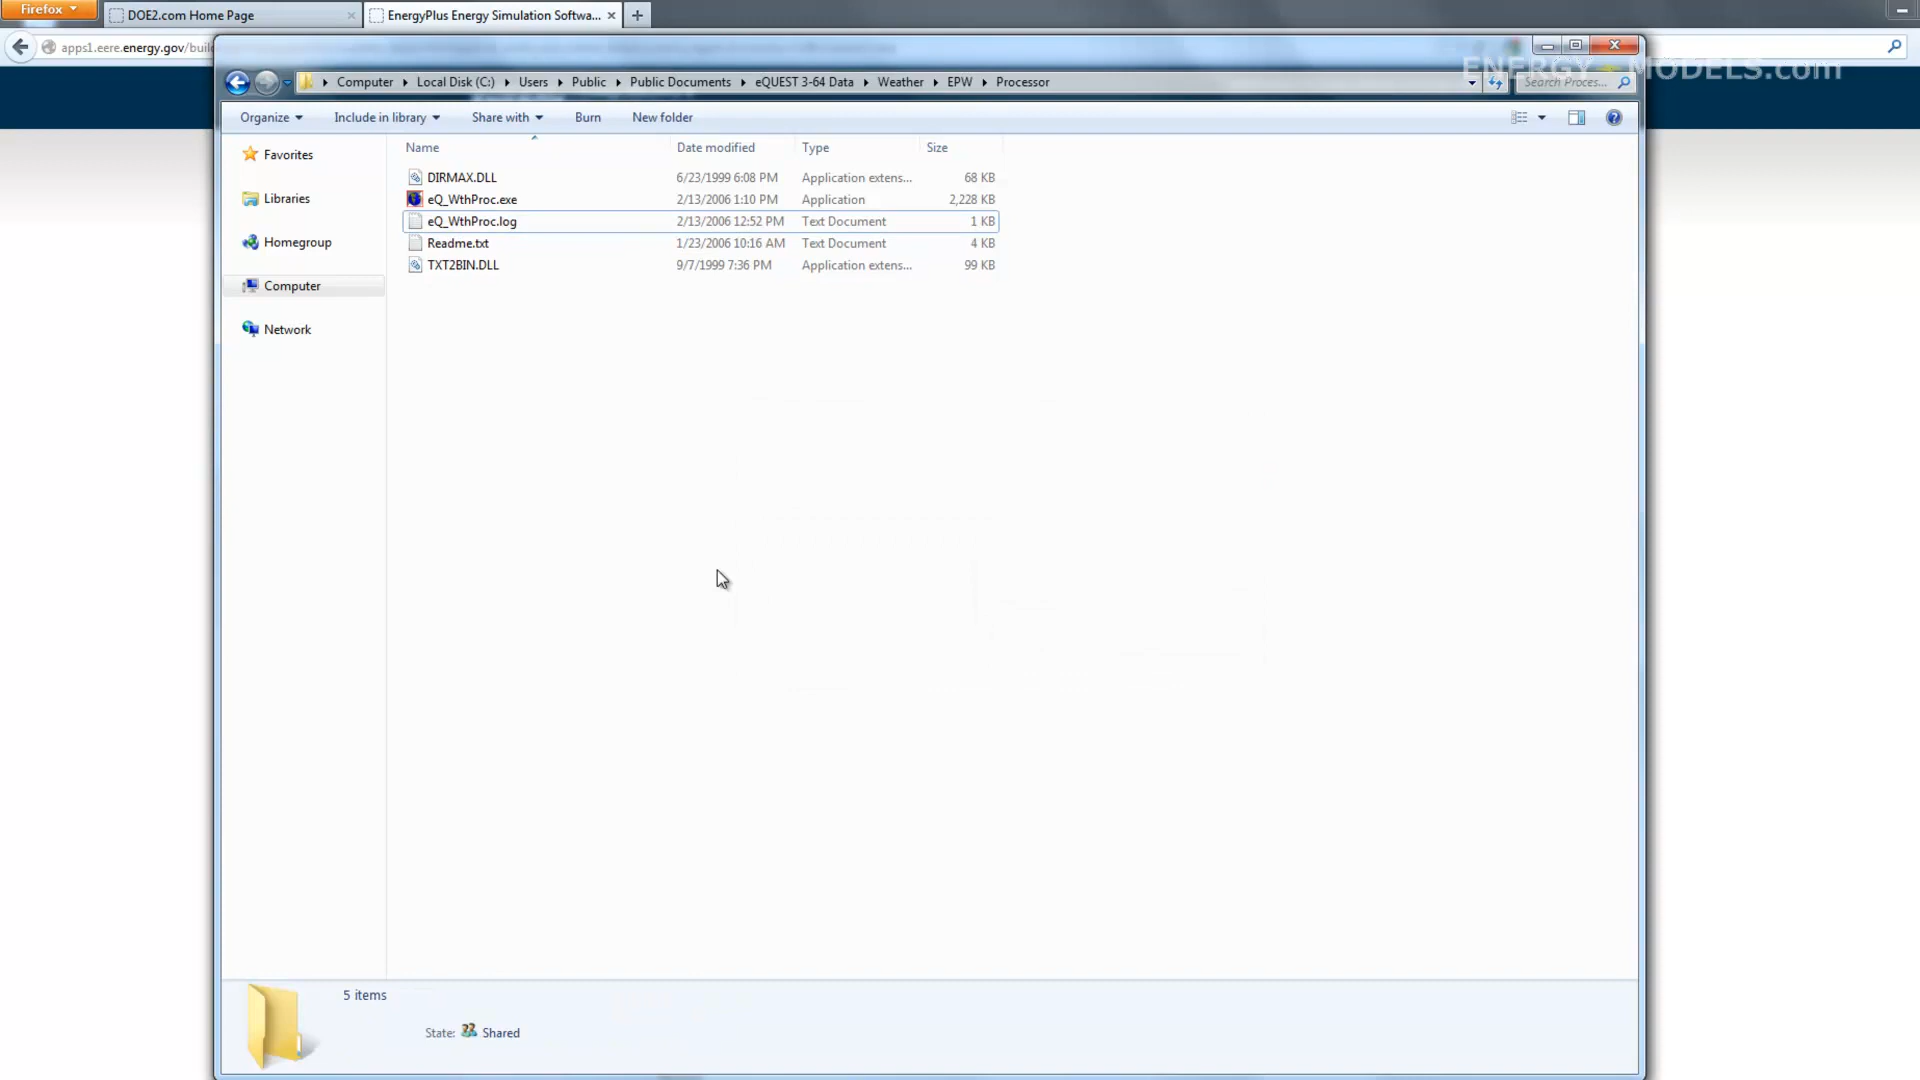 Firefox
DOE2.com Home Page
EnergyPlus Energy Simulation Softwa...
apps1.eere.energy.gov/build
ENERGY - MODELS.com
Computer Local Disk (C:) Users Public Public Documents eQUEST 3-64 Data Weather EPW Processor
Search Proces...
Organize Include in library Share with Burn New folder
Favorites
Libraries
Homegroup
Computer
Network
Name Date modified Type Size
DIRMAX.DLL 6/23/1999 6:08 PM Application extens... 68 KB
eQ_WthProc.exe 2/13/2006 1:10 PM Application 2,228 KB
eQ_WthProc.log 2/13/2006 12:52 PM Text Document 1 KB
Readme.txt 1/23/2006 10:16 AM Text Document 4 KB
TXT2BIN.DLL 9/7/1999 7:36 PM Application extens... 99 KB
5 items
State: Shared